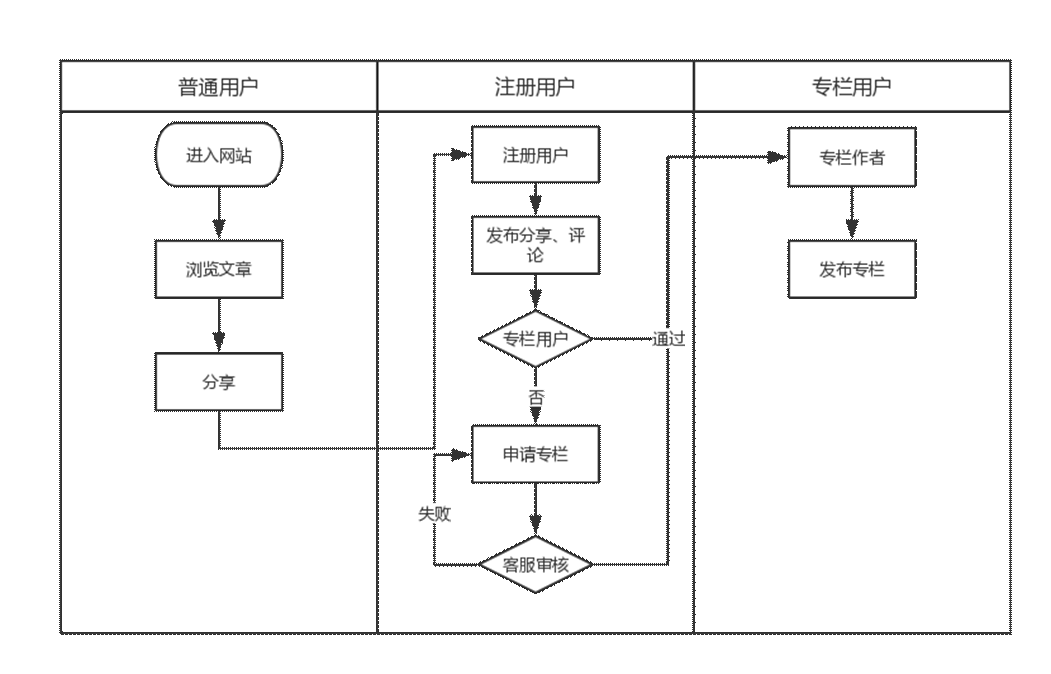 普通用户
注册用户
专栏用户
进入网站
浏览文章
分享
注册用户
发布分享、评
论
专栏用户
通过
否
申请专栏
失败
客服审核
专栏作者
发布专栏